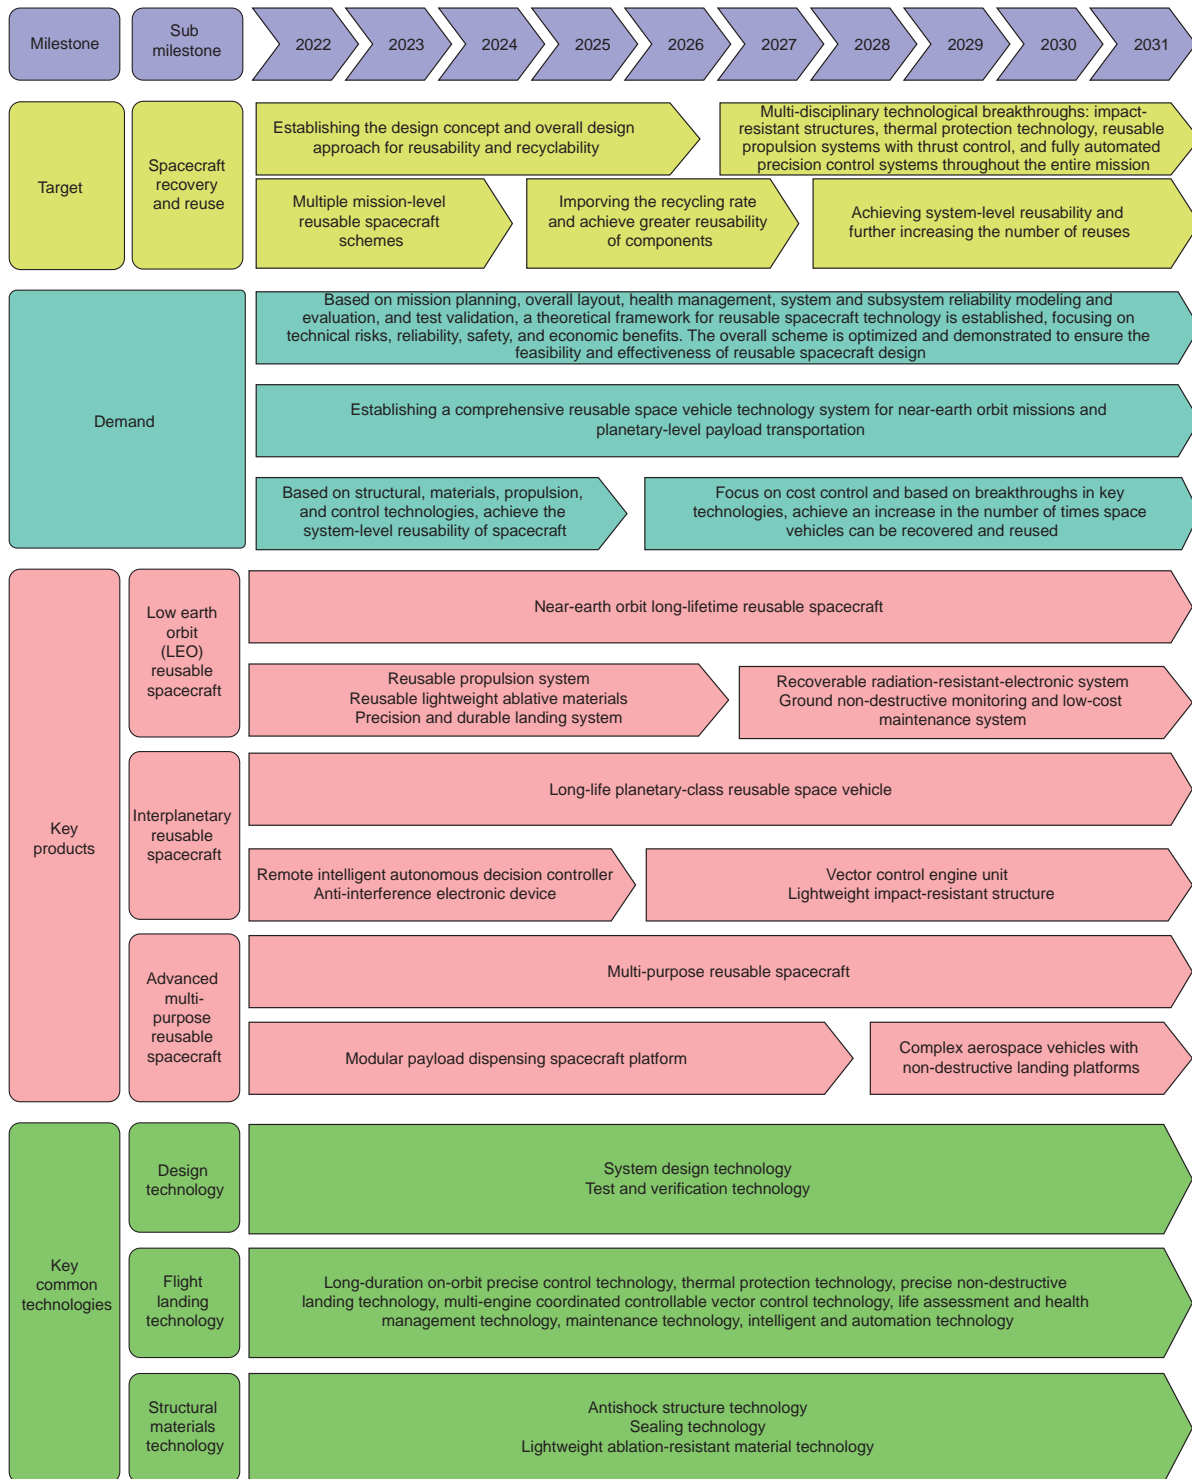 Milestone
Sub
milestone
2022
2023
2024
2025
2026
2027
2028
2029
2030
2031
Target
Spacecraft
recovery
and reuse
Establishing the design concept and overall design
approach for reusability and recyclability
Multi-disciplinary technological breakthroughs: impact-
resistant structures, thermal protection technology, reusable
propulsion systems with thrust control, and fully automated
precision control systems throughout the entire mission
Multiple mission-level
reusable spacecraft
schemes
Imporving the recycling rate
and achieve greater reusability
of components
Achieving system-level reusability and
further increasing the number of reuses
Demand
Based on mission planning, overall layout, health management, system and subsystem reliability modeling and
evaluation, and test validation, a theoretical framework for reusable spacecraft technology is established, focusing on
technical risks, reliability, safety, and economic benefits. The overall scheme is optimized and demonstrated to ensure the
feasibility and effectiveness of reusable spacecraft design
Establishing a comprehensive reusable space vehicle technology system for near-earth orbit missions and
planetary-level payload transportation
Based on structural, materials, propulsion,
and control technologies, achieve the
system-level reusability of spacecraft
Focus on cost control and based on breakthroughs in key
technologies, achieve an increase in the number of times space
vehicles can be recovered and reused
Key
products
Low earth
orbit
(LEO)
reusable
spacecraft
Near-earth orbit long-lifetime reusable spacecraft
Reusable propulsion system
Reusable lightweight ablative materials
Precision and durable landing system
Recoverable radiation-resistant-electronic system
Ground non-destructive monitoring and low-cost
maintenance system
Interplanetary
reusable
spacecraft
Long-life planetary-class reusable space vehicle
Remote intelligent autonomous decision controller
Anti-interference electronic device
Vector control engine unit
Lightweight impact-resistant structure
Advanced
multi-
purpose
reusable
spacecraft
Multi-purpose reusable spacecraft
Modular payload dispensing spacecraft platform
Complex aerospace vehicles with
non-destructive landing platforms
Key
common
technologies
Design
technology
System design technology
Test and verification technology
Flight
landing
technology
Long-duration on-orbit precise control technology, thermal protection technology, precise non-destructive
landing technology, multi-engine coordinated controllable vector control technology, life assessment and health
management technology, maintenance technology, intelligent and automation technology
Structural
materials
technology
Antishock structure technology
Sealing technology
Lightweight ablation-resistant material technology